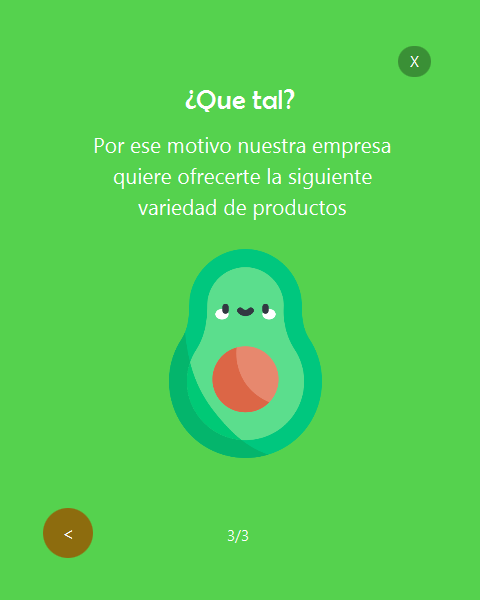 X
¿Que tal?
Por ese motivo nuestra empresa
quiere ofrecerte la siguiente
variedad de productos
<
3/3